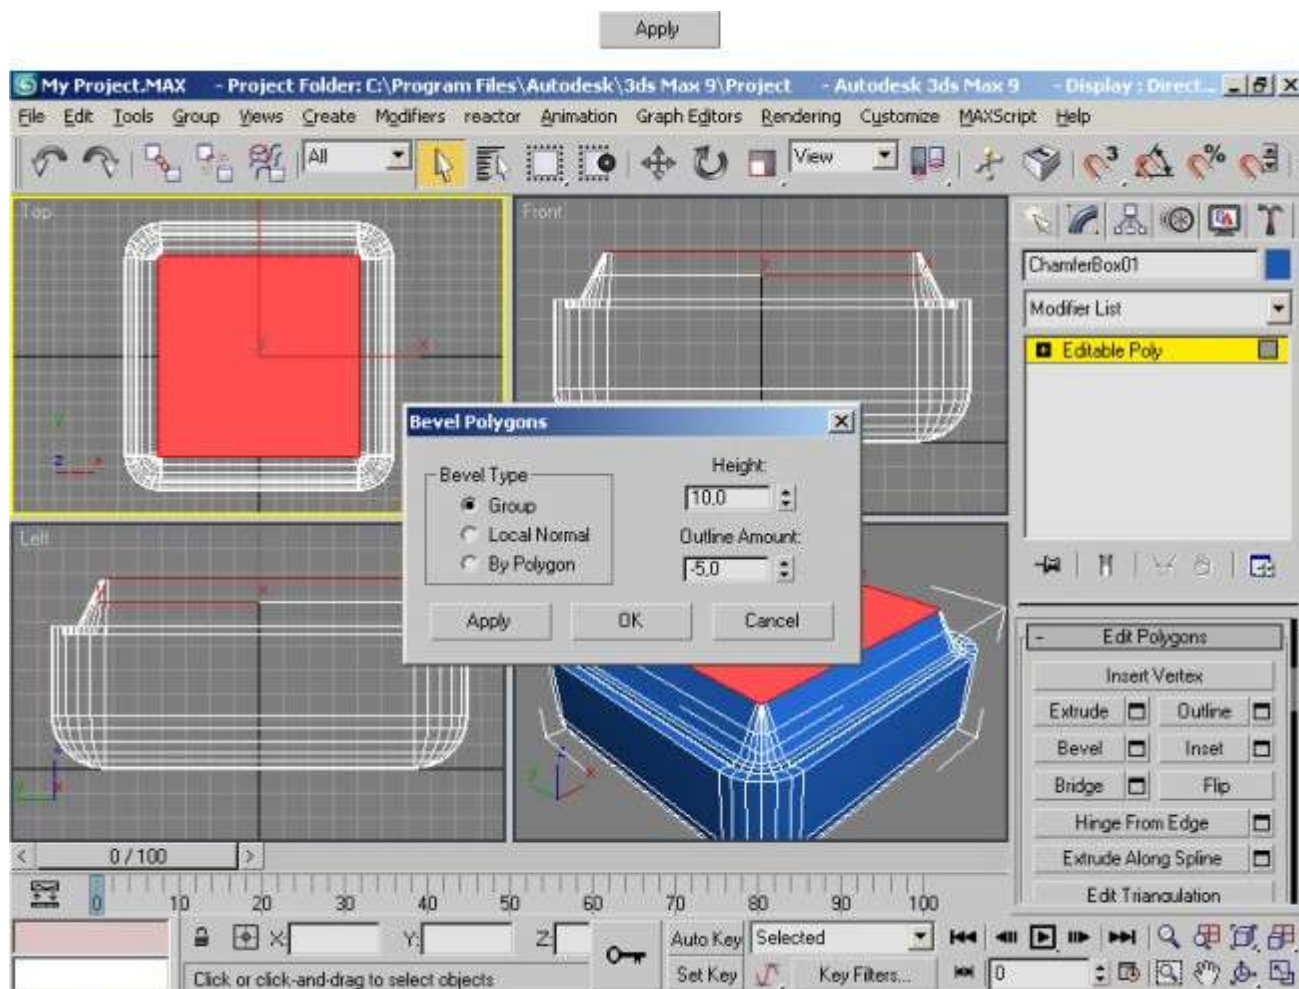 Apply
My Project.MAX - Project Folder: C:\Program Files\Autodesk\3ds Max 9\Project - Autodesk 3ds Max 9 - Display : Direct...
File Edit Tools Group Views Create Modifiers reactor Animation Graph Editors Rendering Customize MAXScript Help
All View 3 %
Top Front
ChamferBox01
Modifier List
Editable Poly
Bevel Polygons
Bevel Type
Group
Local Normal
By Polygon
Height:
10,0
Outline Amount:
-5,0
Apply OK Cancel
Left
Edit Polygons
Insert Vertex
Extrude Outline
Bevel Inset
Bridge Flip
Hinge From Edge
Extrude Along Spline
Edit Triangulation
0 / 100
0 10 20 30 40 50 60 70 80 90 100
X: Y: Z: Auto Key Selected
Click or click-and-drag to select objects Set Key Key Filters... 0